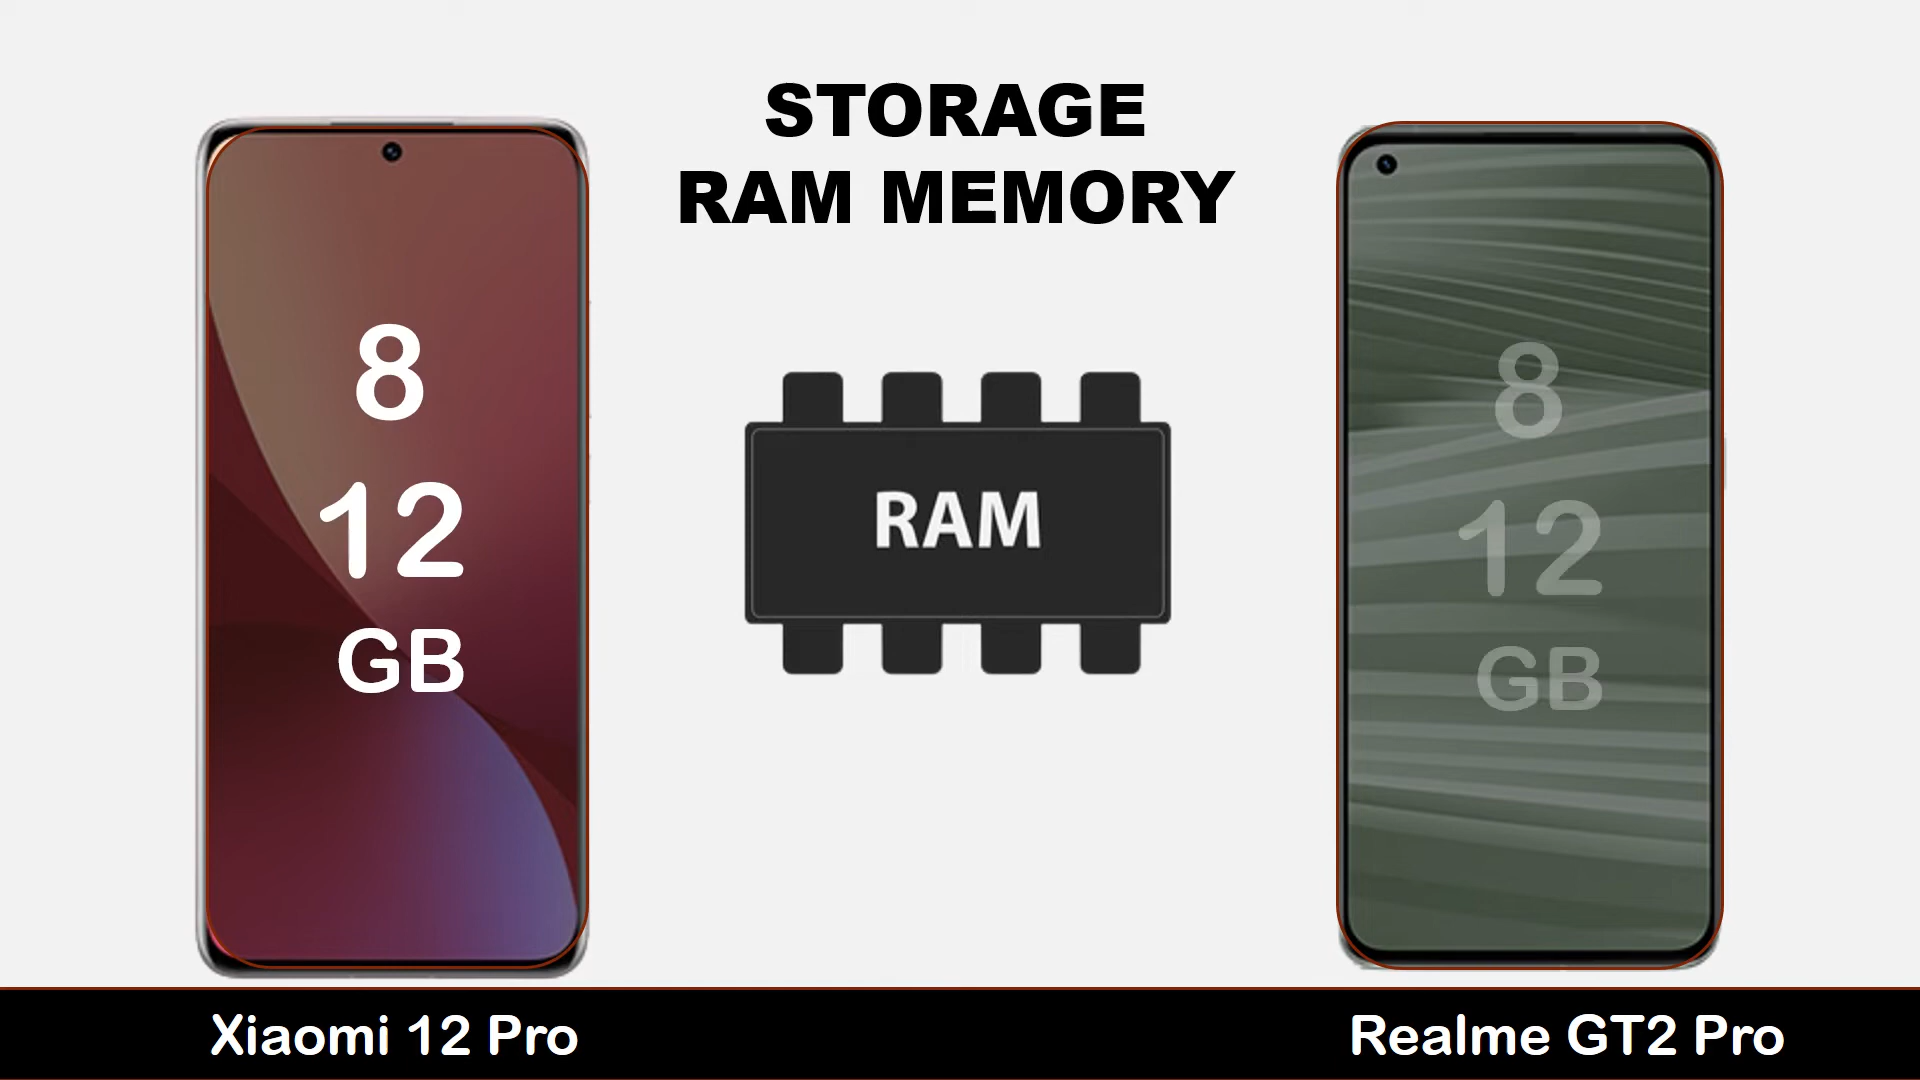 STORAGE
RAM MEMORY
8
12
GB
RAM
8
12
GB
Xiaomi 12 Pro
Realme GT2 Pro